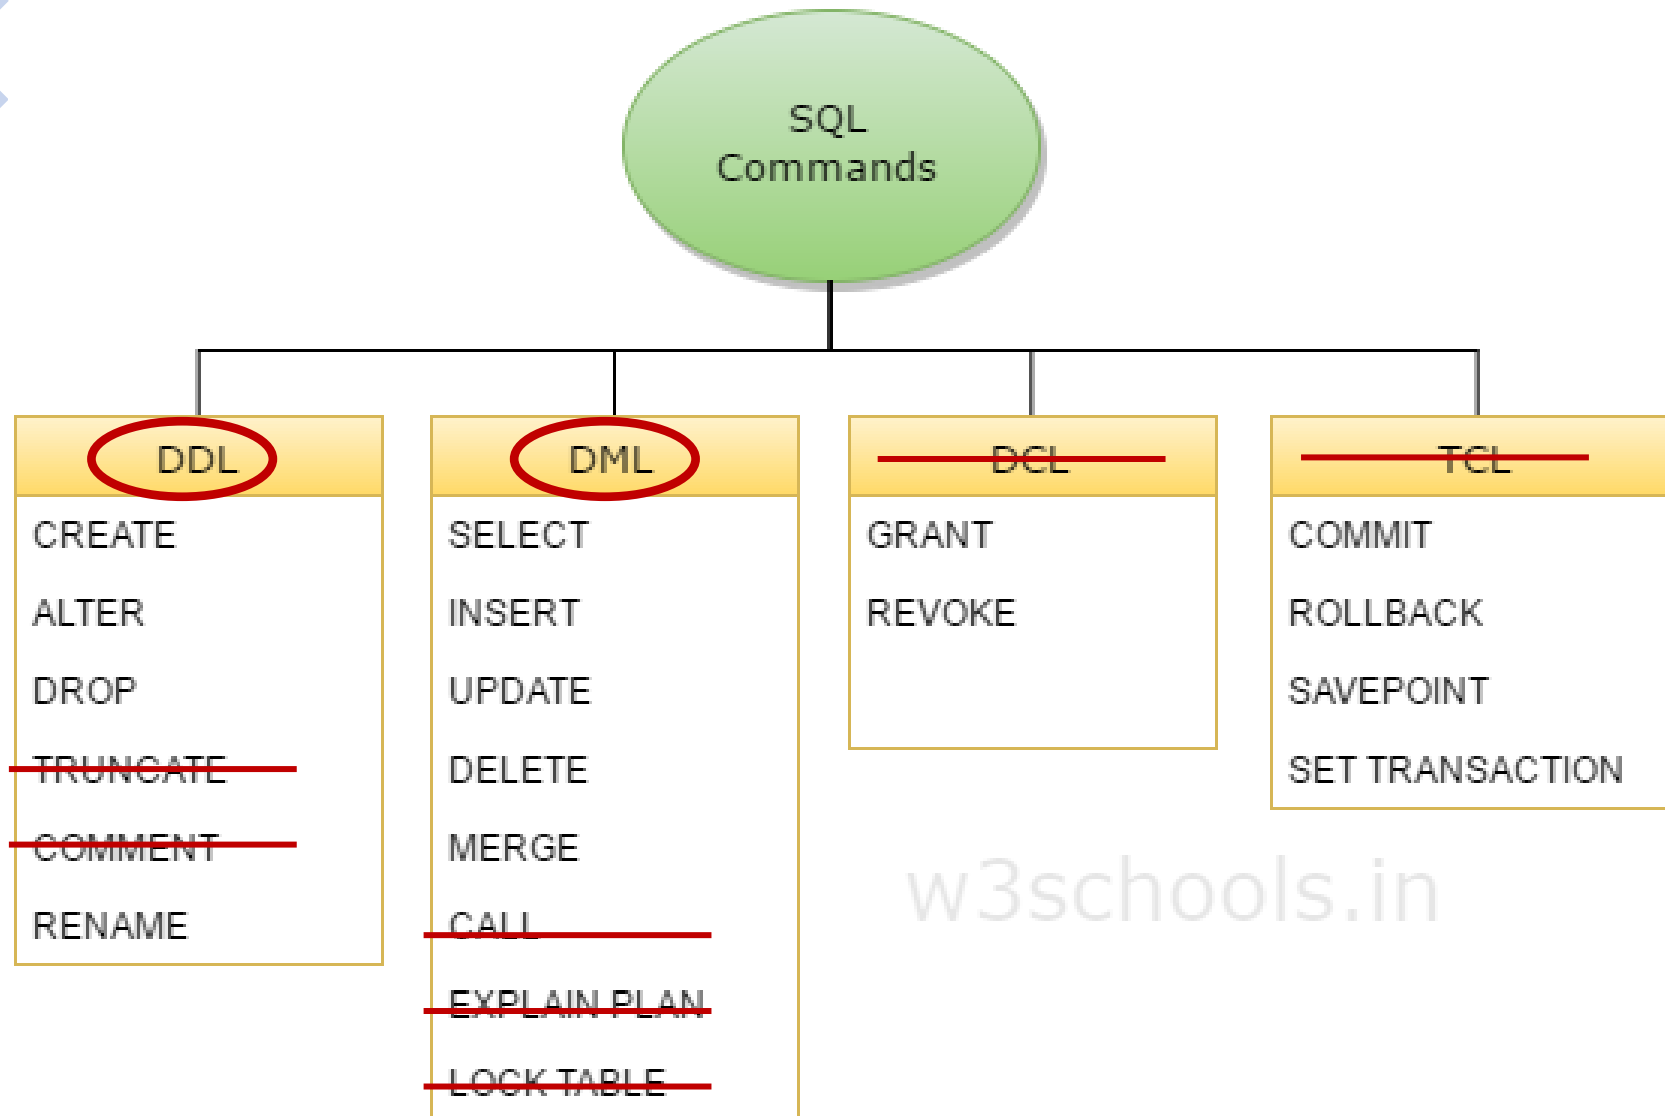 SQL
Commands
DDL
CREATE
ALTER
DROP
TRUNCATE
COMMENT
RENAME
DML
SELECT
INSERT
UPDATE
DELETE
MERGE
CALL
EXPLAIN PLAN
LOCK TABLE
DCL
GRANT
REVOKE
TCL
COMMIT
ROLLBACK
SAVEPOINT
SET TRANSACTION
w3schools.in